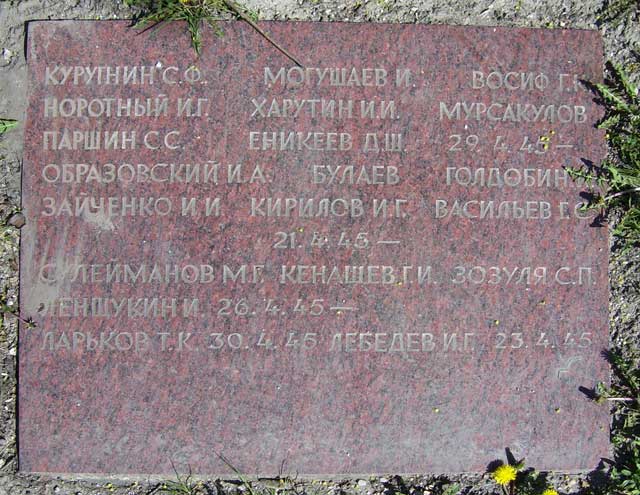 КУРУГНИН С.Ф. МОГУШАЕВ И. ВОСИФ Г.
НОРОТНЫЙ И.Г. ХАРУТИН И.И. МУРСАКУЛОВ
ПАРШИН С.С. ЕНИКЕЕВ Д.Ш. 29.4.45—
ОБРАЗОВСКИЙ И.А. БУЛАЕВ ГОЛДОБИН
ЗАЙЧЕНКО И.И. КИРИЛОВ И.Г. ВАСИЛЬЕВ Г.С.
21.4.45—
СУЛЕЙМАНОВ М.Г. КЕНАШЕВ Г.И. ЗОЗУЛЯ С.П.
ЛЕНЩУКИН И. 26.4.45—
ЛАРЬКОВ Т.К. 30.4.45 ЛЕБЕДЕВ И.Г. 23.4.45